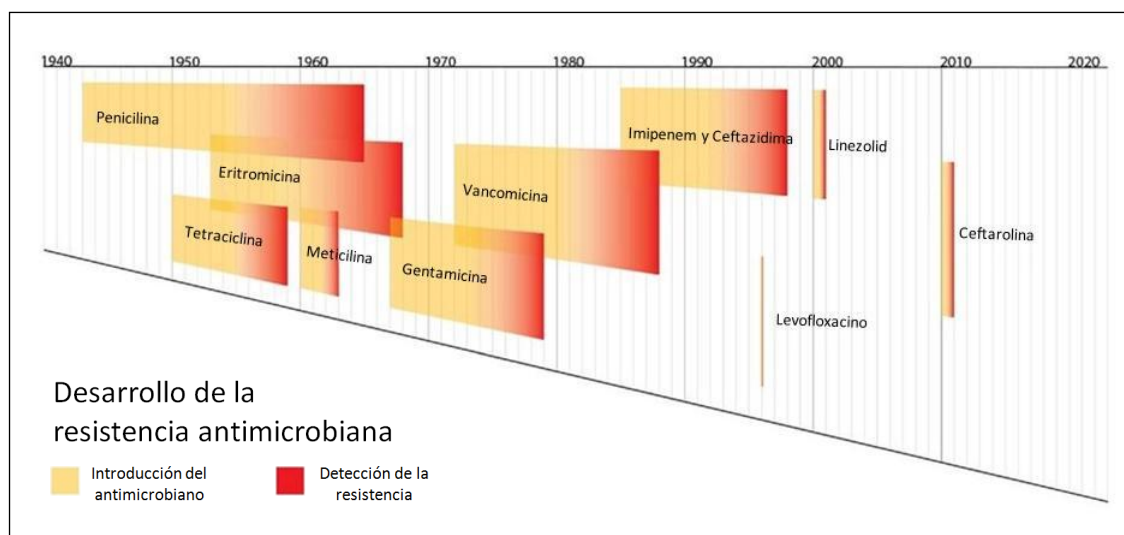 1940 1950 1960 1970 1980 1990 2000 2010 2020
Penicilina
Imipenem y Ceftazidima
Linezolid
Eritromicina
Vancomicina
Tetraciclina
Meticilina
Gentamicina
Ceftarolina
Levofloxacino
Desarrollo de la
resistencia antimicrobiana
Introducción del
antimicrobiano
Detección de la
resistencia